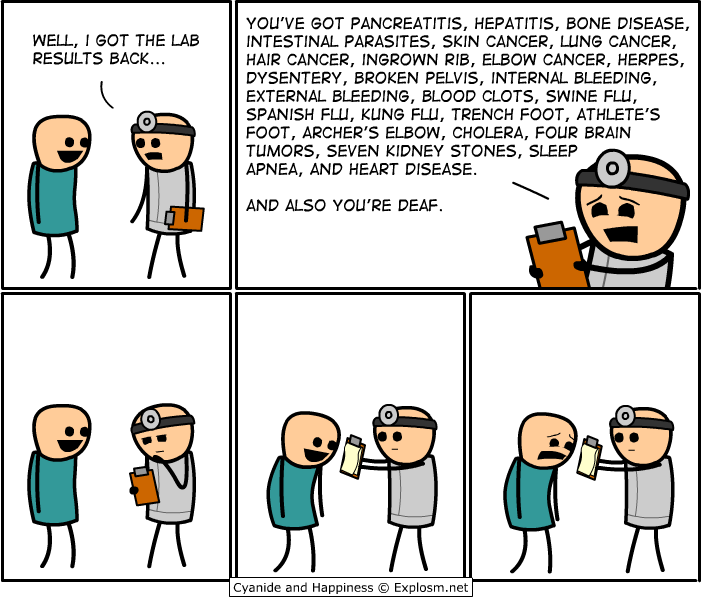 WELL, I GOT THE LAB
RESULTS BACK...
YOU'VE GOT PANCREATITIS, HEPATITIS, BONE DISEASE,
INTESTINAL PARASITES, SKIN CANCER, LUNG CANCER,
HAIR CANCER, INGROWN RIB, ELBOW CANCER, HERPES,
DYSENTERY, BROKEN PELVIS, INTERNAL BLEEDING,
EXTERNAL BLEEDING, BLOOD CLOTS, SWINE FLU,
SPANISH FLU, KUNG FLU, TRENCH FOOT, ATHLETE'S
FOOT, ARCHER'S ELBOW, CHOLERA, FOUR BRAIN
TUMORS, SEVEN KIDNEY STONES, SLEEP
APNEA, AND HEART DISEASE.
AND ALSO YOU'RE DEAF.
Cyanide and Happiness © Explosm.net